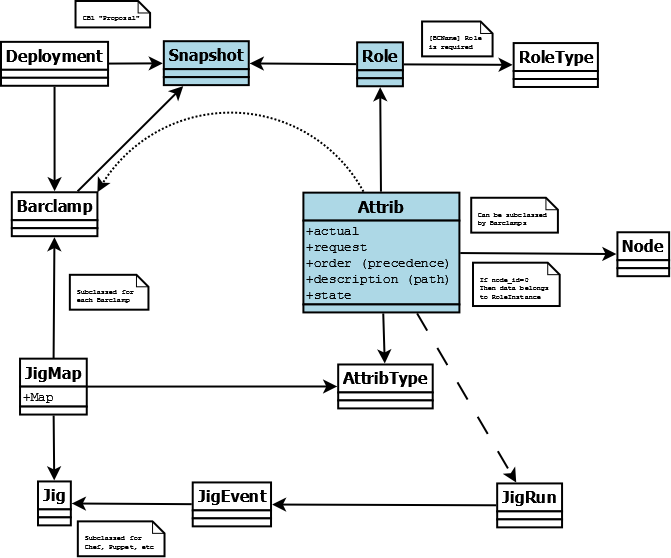 CB1 "Proposal"
Deployment
Snapshot
Role
[BCName] Role
is required
RoleType
Barclamp
Attrib
+actual
+request
+order (precedence)
+description (path)
+state
Can be subclassed
by Barclamps
Node
If node_id=0
Then data belongs
to RoleInstance
Subclassed for
each Barclamp
JigMap
+Map
AttribType
Jig
JigEvent
JigRun
Subclassed for
Chef, Puppet, etc